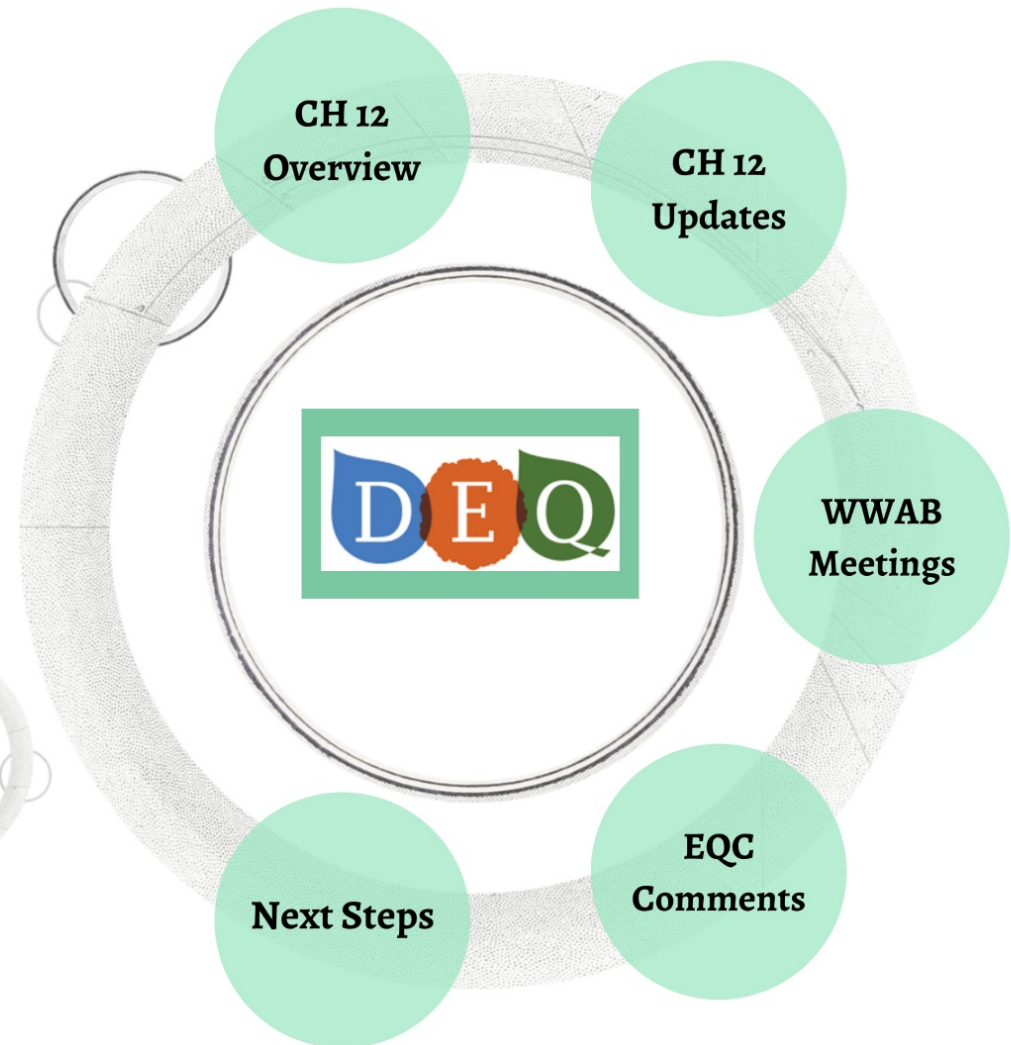 CH 12
Overview
CH 12
Updates
WWAB
Meetings
DEQ
EQC
Comments
Next Steps